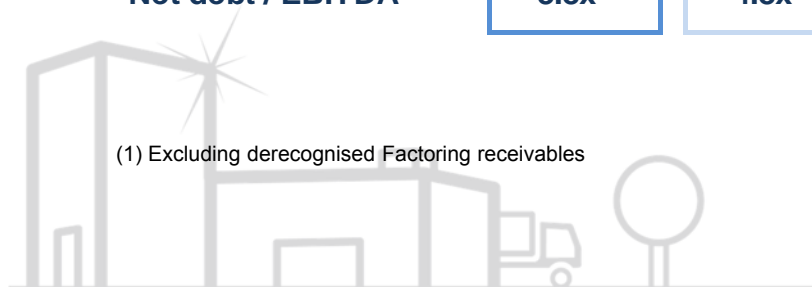 Net debt / EBITDA
(1) Excluding derecognised Factoring receivables